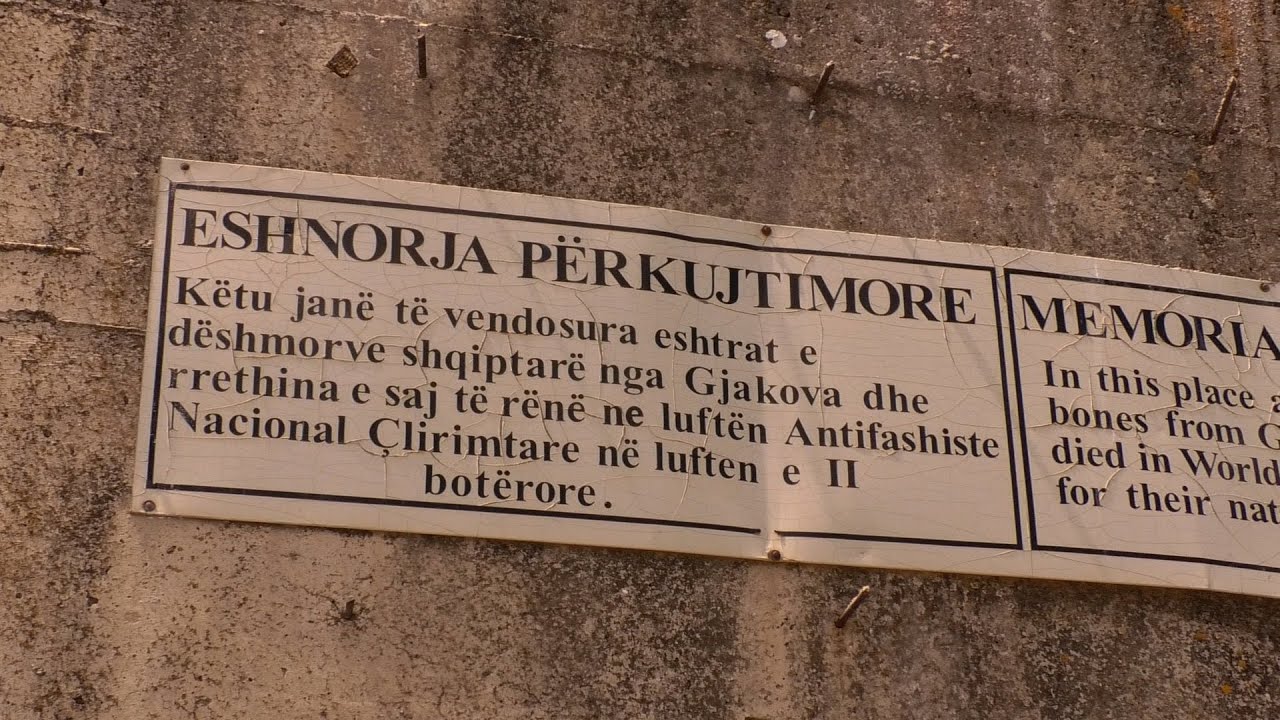 ESHNORJA PËRKUJTIMORE
Këtu janë të vendosura eshtrat e
dëshmorve shqiptarë nga Gjakova dhe
rrethina e saj të rënë ne luftën Antifashiste
Nacional Çlirimtare në luften e II
botërore.
MEMORIA
In this place
bones from G
died in World
for their nat